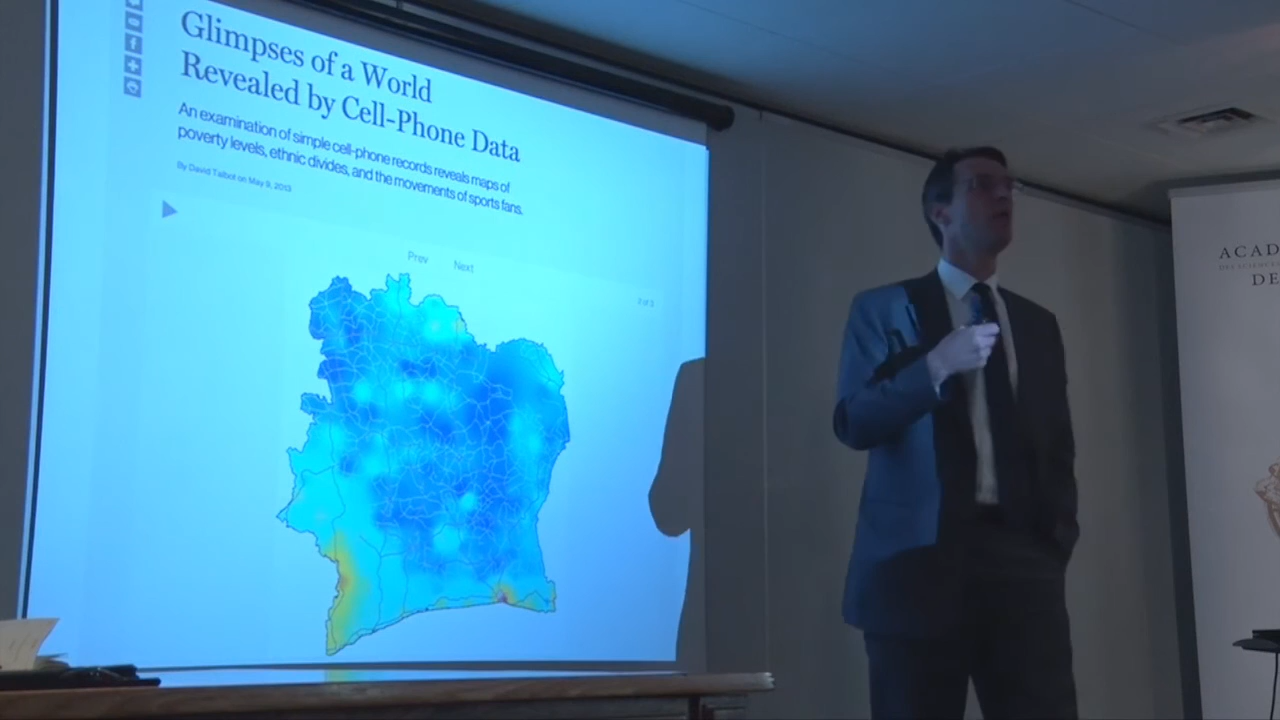 Glimpses of a World
Revealed by Cell-Phone Data
An examination of simple cell-phone records reveals maps of
poverty levels, ethnic divides, and the movements of sports fans.
By David Talbot on May 9, 2013
Prev Next
ACAD
DE